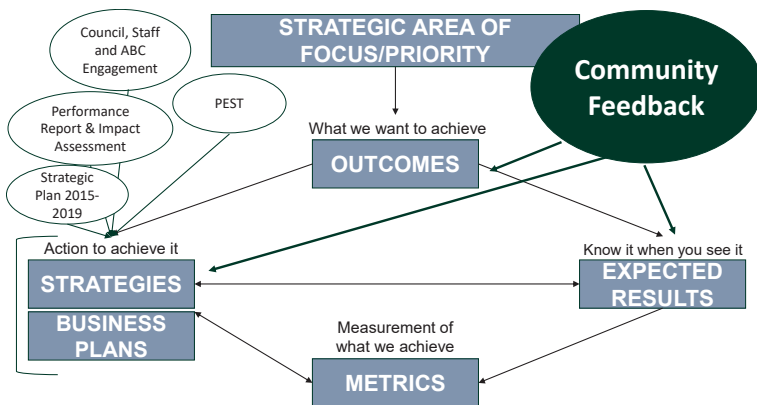 Council, Staff
and ABC
Engagement
STRATEGIC AREA OF
FOCUS/PRIORITY
Community
Feedback
PEST
Performance
Report & Impact
Assessment
What we want to achieve
OUTCOMES
Strategic
Plan 2015-
2019
Action to achieve it
STRATEGIES
BUSINESS
PLANS
Know it when you see it
EXPECTED
RESULTS
Measurement of
what we achieve
METRICS